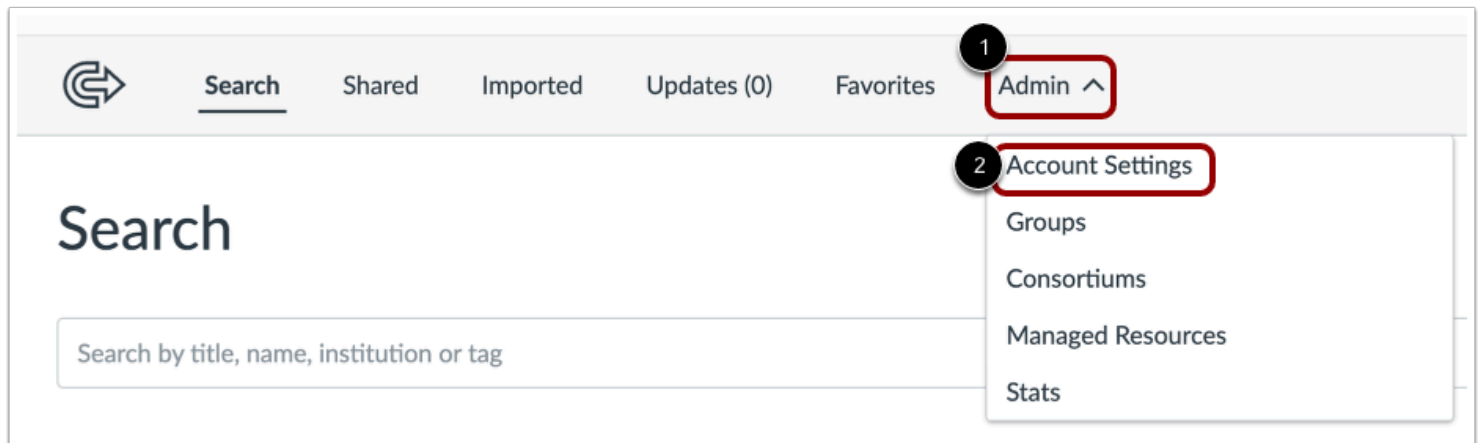 1
Search Shared Imported Updates (0) Favorites Admin
2 Account Settings
Search
Groups
Consortiums
Search by title, name, institution or tag
Managed Resources
Stats